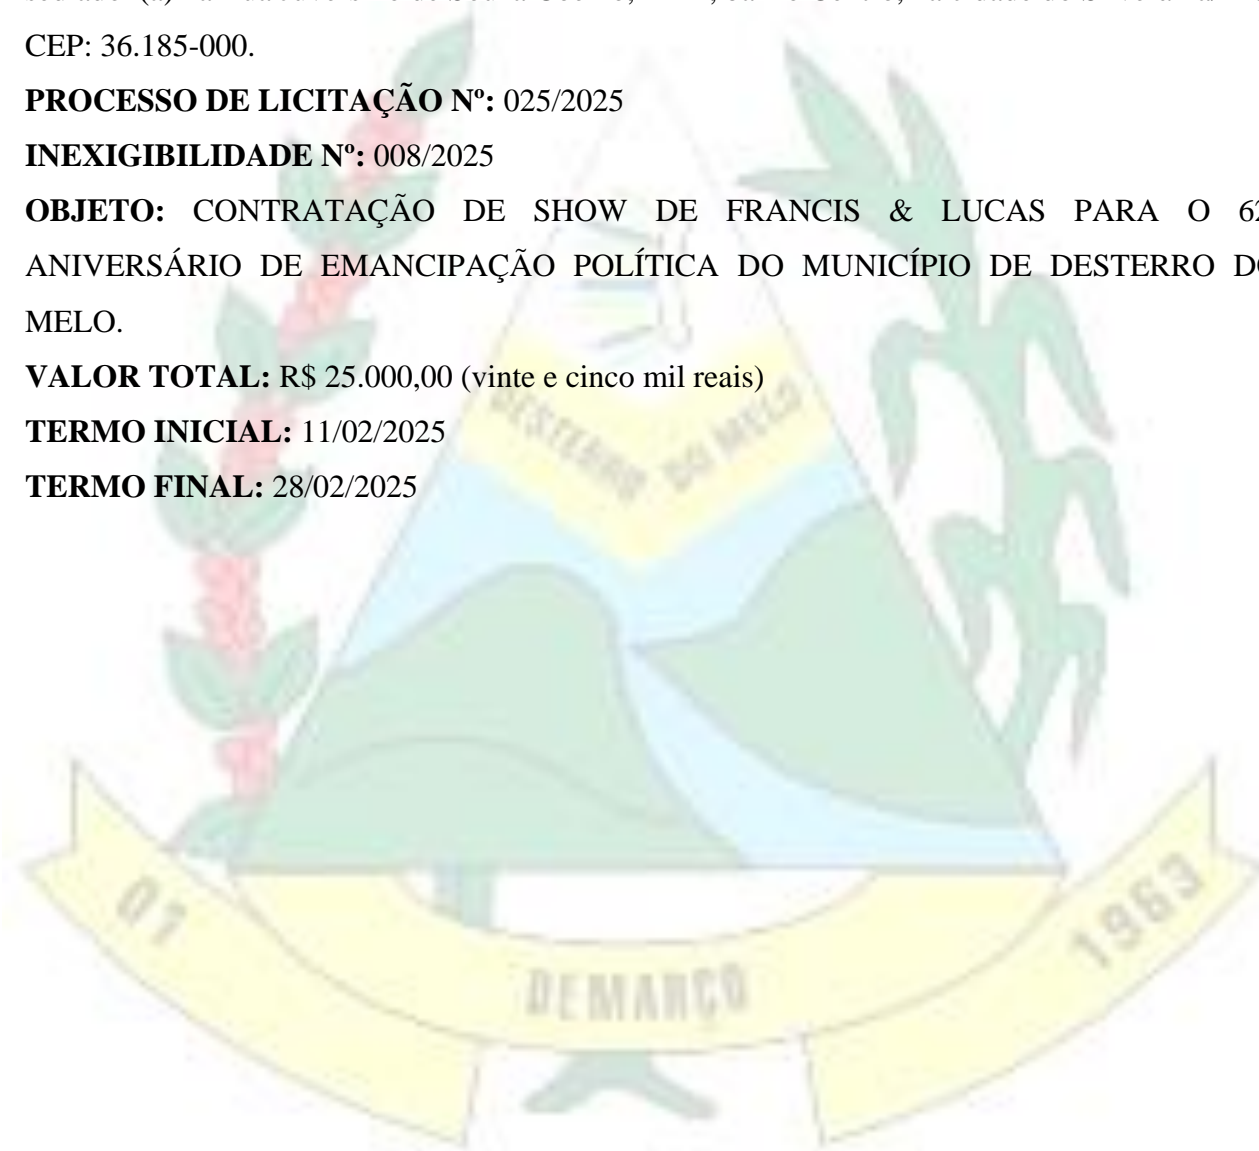 CEP: 36.185-000.
PROCESSO DE LICITAÇÃO Nº: 025/2025
INEXIGIBILIDADE Nº: 008/2025
OBJETO: CONTRATAÇÃO DE SHOW DE FRANCIS & LUCAS PARA O 62
ANIVERSÁRIO DE EMANCIPAÇÃO POLÍTICA DO MUNICÍPIO DE DESTERRO DO
MELO.
VALOR TOTAL: R$ 25.000,00 (vinte e cinco mil reais)
TERMO INICIAL: 11/02/2025
TERMO FINAL: 28/02/2025
DESTERRO DO MELO
01 DE MARÇO 1963